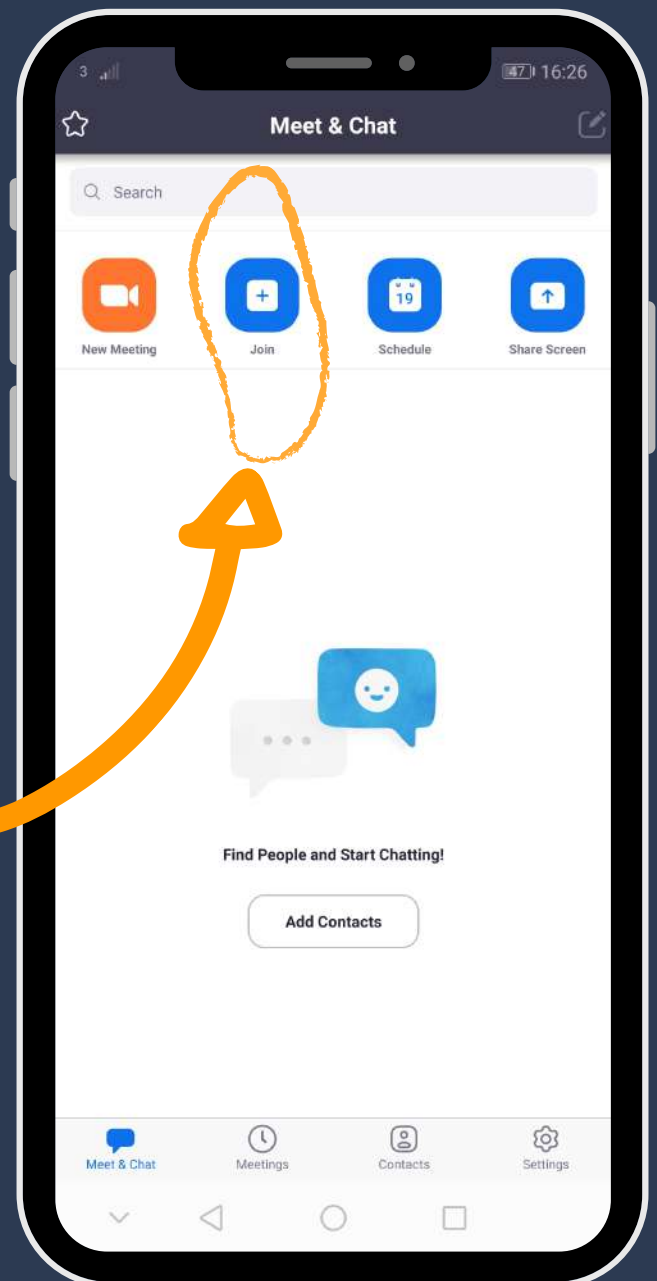 3 47 16:26
Meet & Chat
Search
19
New Meeting Join Schedule Share Screen
Find People and Start Chatting!
Add Contacts
Meet & Chat Meetings Contacts Settings